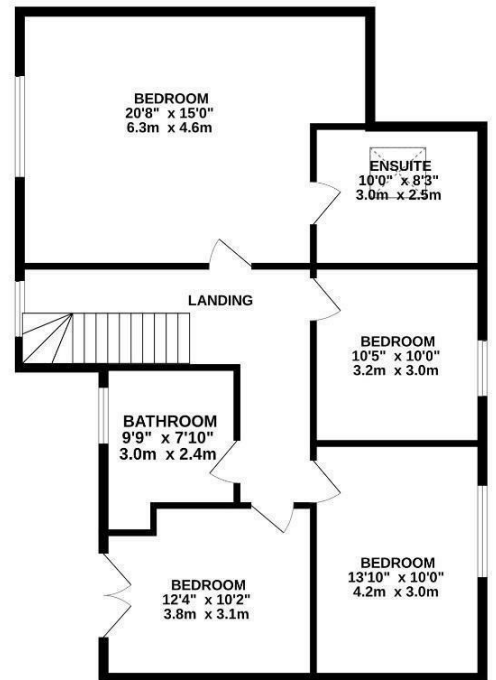 BEDROOM
20'8" x 15'0"
6.3m x 4.6m
ENSUITE
10'0" x 8'3"
3.0m x 2.5m
LANDING
BEDROOM
10'5" x 10'0"
3.2m x 3.0m
BATHROOM
9'9" x 7'10"
3.0m x 2.4m
BEDROOM
13'10" x 10'0"
4.2m x 3.0m
BEDROOM
12'4" x 10'2"
3.8m x 3.1m